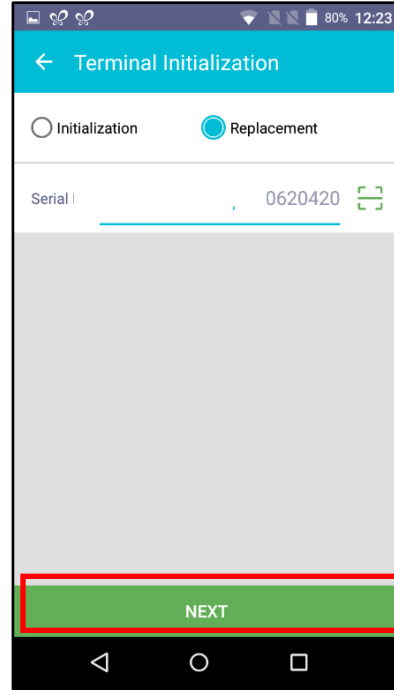 80% 12:23
Terminal Initialization
Initialization Replacement
Serial 0620420
NEXT